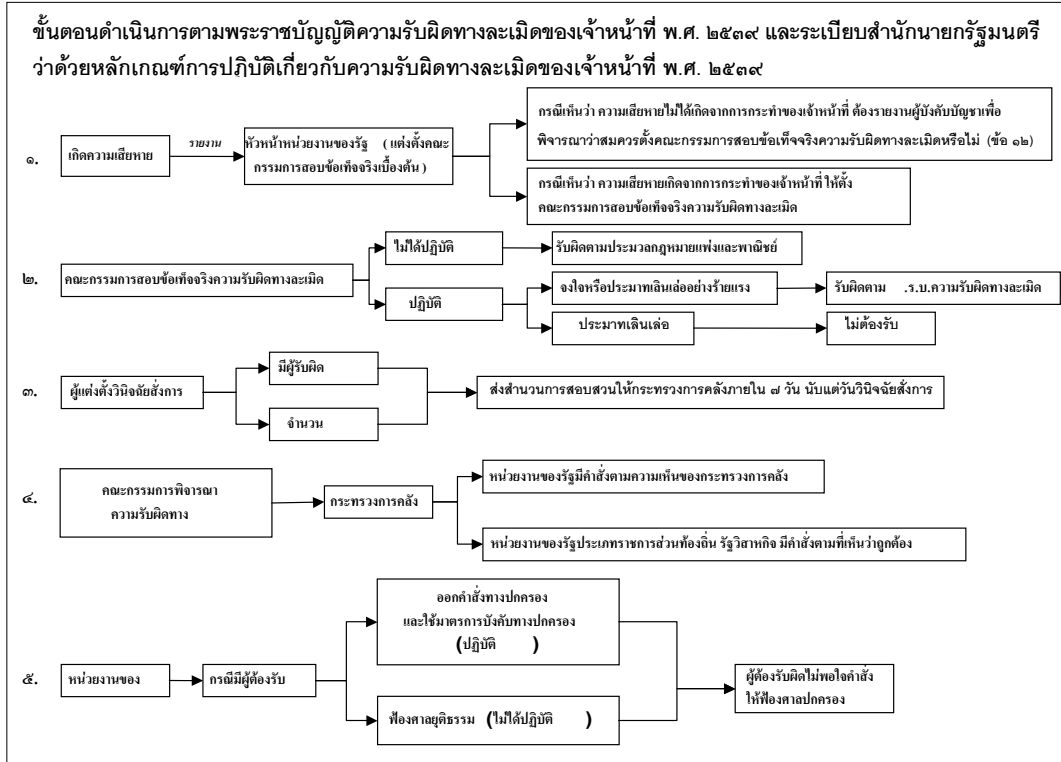 ขั้นตอนดำเนินการตามพระราชบัญญัติความรับผิดทางละเมิดของเจ้าหน้าที่ พ.ศ. ๒๕๓๙ และระเบียบสำนักนายกรัฐมนตรี
ว่าด้วยหลักเกณฑ์การปฏิบัติเกี่ยวกับความรับผิดทางละเมิดของเจ้าหน้าที่ พ.ศ. ๒๕๓๙
๑.
เกิดความเสียหาย
รายงาน
หัวหน้าหน่วยงานของรัฐ (แต่งตั้งคณะ
กรรมการสอบข้อเท็จจริงเบื้องต้น)
กรณีเห็นว่า ความเสียหายไม่ได้เกิดจากการกระทำของเจ้าหน้าที่ ต้องรายงานผู้บังคับบัญชาเพื่อ
พิจารณาว่าสมควรตั้งคณะกรรมการสอบข้อเท็จจริงความรับผิดทางละเมิดหรือไม่ (ข้อ ๑๒)
กรณีเห็นว่า ความเสียหายเกิดจากการกระทำของเจ้าหน้าที่ ให้ตั้ง
คณะกรรมการสอบข้อเท็จจริงความรับผิดทางละเมิด
๒.
คณะกรรมการสอบข้อเท็จจริงความรับผิดทางละเมิด
ไม่ได้ปฏิบัติ
รับผิดตามประมวลกฎหมายแพ่งและพาณิชย์
ปฏิบัติ
จงใจหรือประมาทเลินเล่ออย่างร้ายแรง
รับผิดตาม .ร.บ.ความรับผิดทางละเมิด
ประมาทเลินเล่อ
ไม่ต้องรับ
๓.
ผู้แต่งตั้งวินิจฉัยสั่งการ
มีผู้รับผิด
จำนวน
ส่งสำนวนการสอบสวนให้กระทรวงการคลังภายใน ๗ วัน นับแต่วันวินิจฉัยสั่งการ
๔.
คณะกรรมการพิจารณา
ความรับผิดทาง
กระทรวงการคลัง
หน่วยงานของรัฐมีคำสั่งตามความเห็นของกระทรวงการคลัง
หน่วยงานของรัฐประเภทราชการส่วนท้องถิ่น รัฐวิสาหกิจ มีคำสั่งตามที่เห็นว่าถูกต้อง
๕.
หน่วยงานของ
กรณีมีผู้ต้องรับ
ออกคำสั่งทางปกครอง
และใช้มาตรการบังคับทางปกครอง
(ปฏิบัติ )
ฟ้องศาลยุติธรรม (ไม่ได้ปฏิบัติ )
ผู้ต้องรับผิดไม่พอใจคำสั่ง
ให้ฟ้องศาลปกครอง